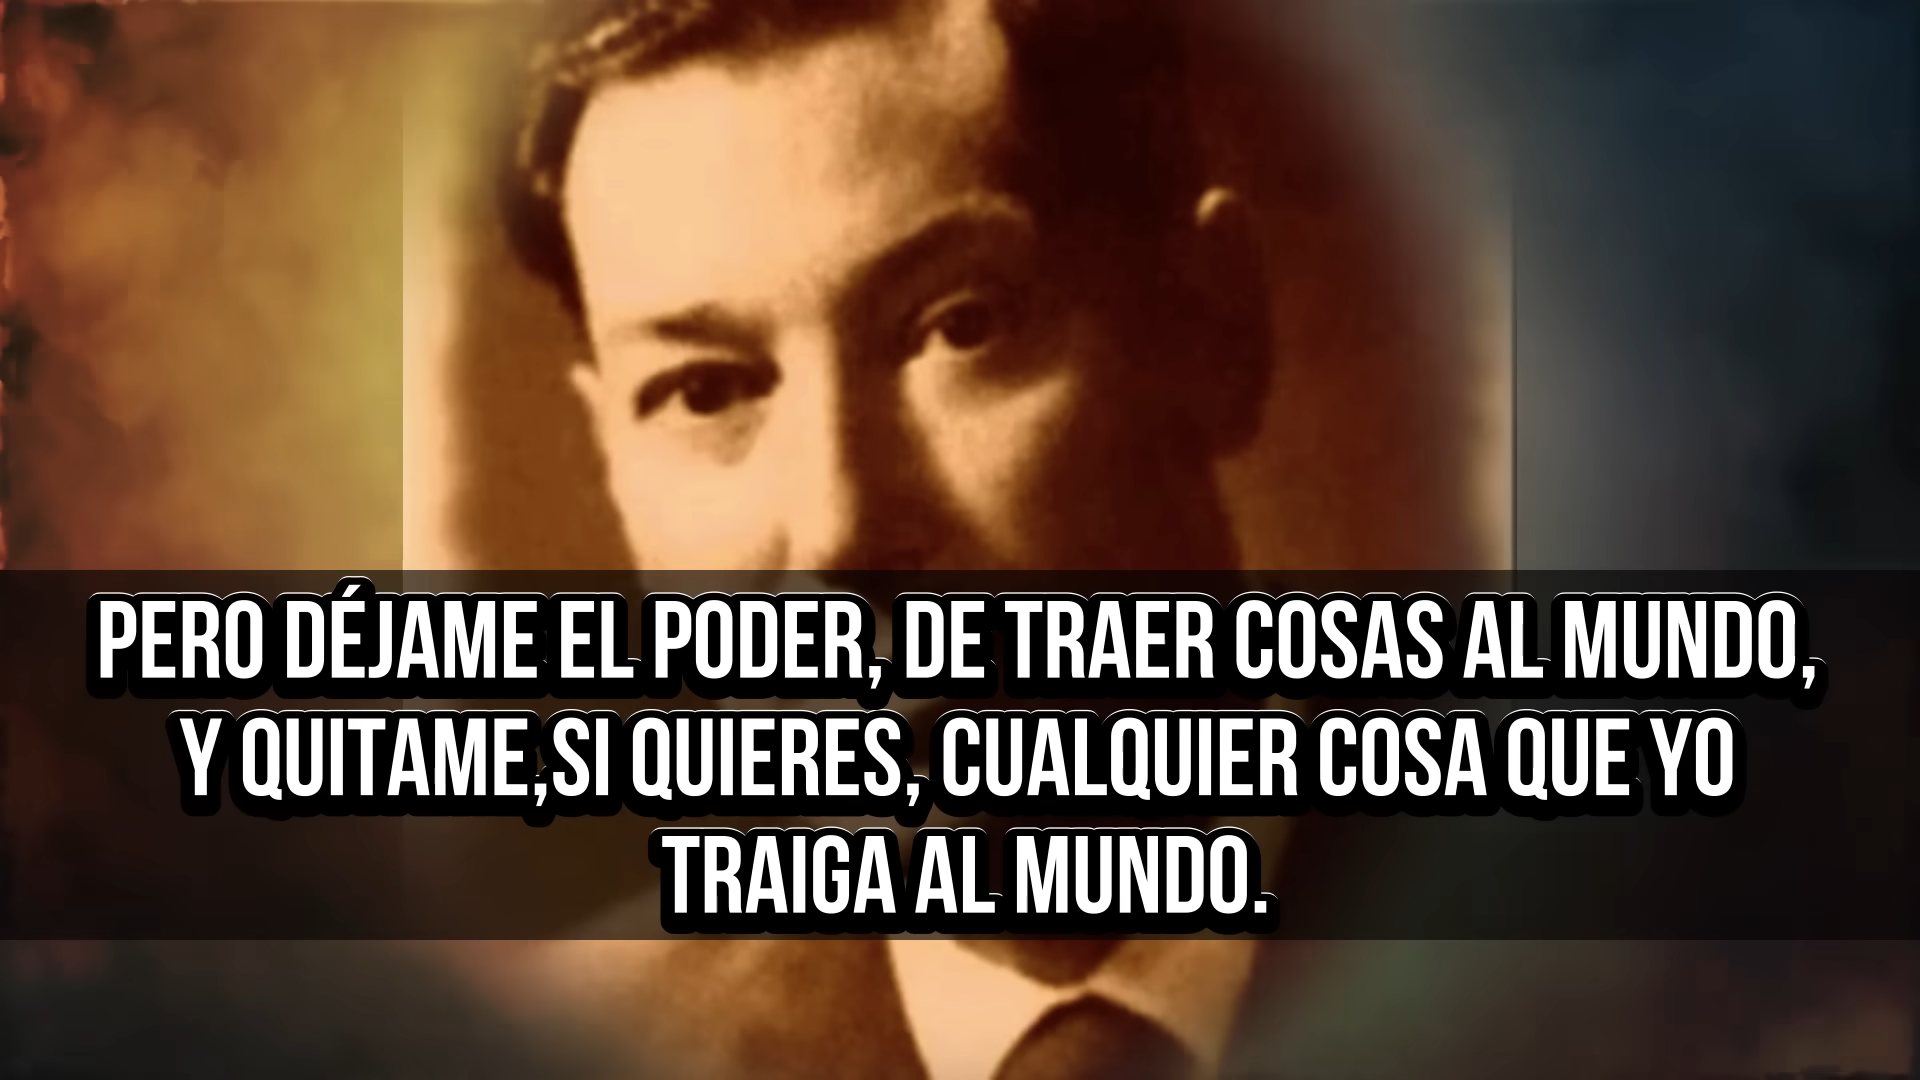 PERO DÉJAME EL PODER, DE TRAER COSAS AL MUNDO,
Y QUITAME,SI QUIERES, CUALQUIER COSA QUE YO
TRAIGA AL MUNDO.